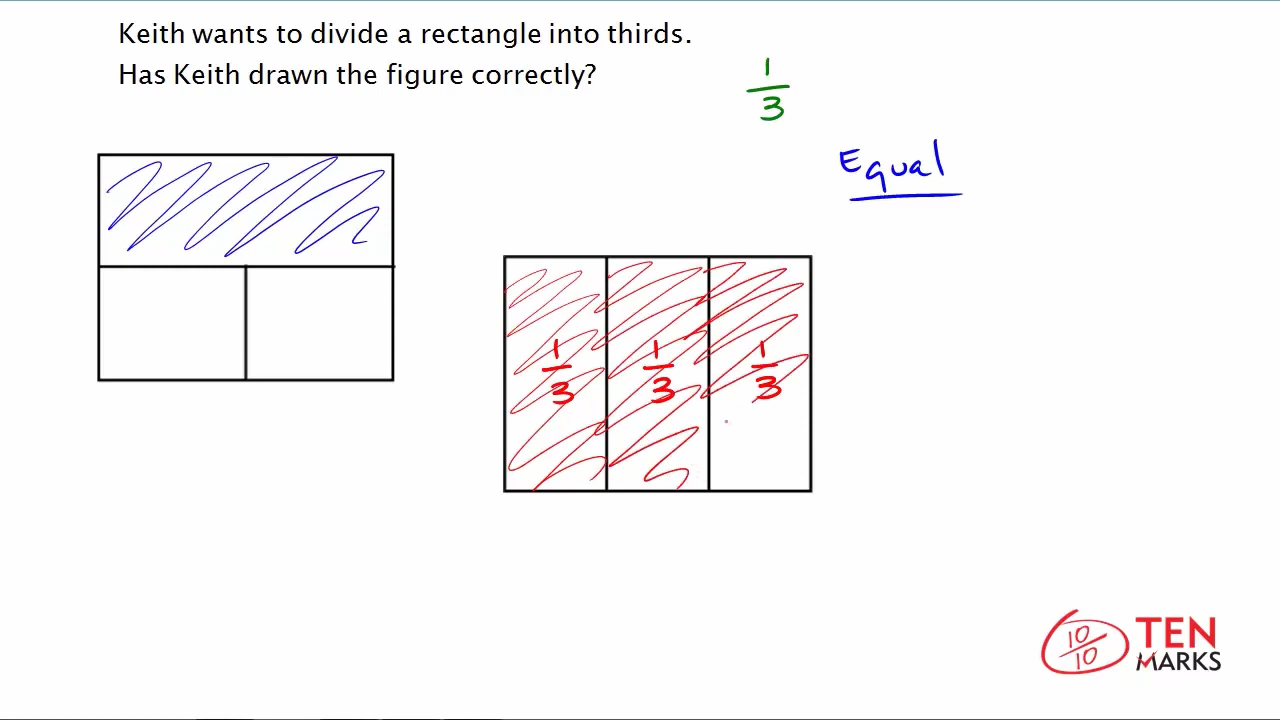 Keith wants to divide a rectangle into thirds.
Has Keith drawn the figure correctly?
1
3
Equal
1 1 1
3 3 3
10
10
TEN
MARKS